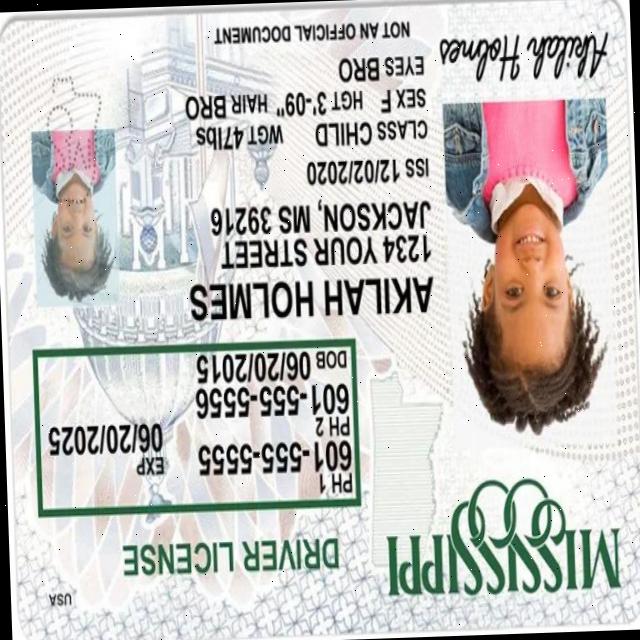 USA
MISSISSIPPI
DRIVER LICENSE
PH 1
601-555-5555
PH 2
601-555-5556
EXP
06/20/2025
DOB 06/20/2015
AKILAH HOLMES
1234 YOUR STREET
JACKSON, MS 39216
ISS 12/02/2020
CLASS CHILD WGT 47lbs
SEX F HGT 3'-09" HAIR BRO
EYES BRO
NOT AN OFFICIAL DOCUMENT
Akilah Holmes